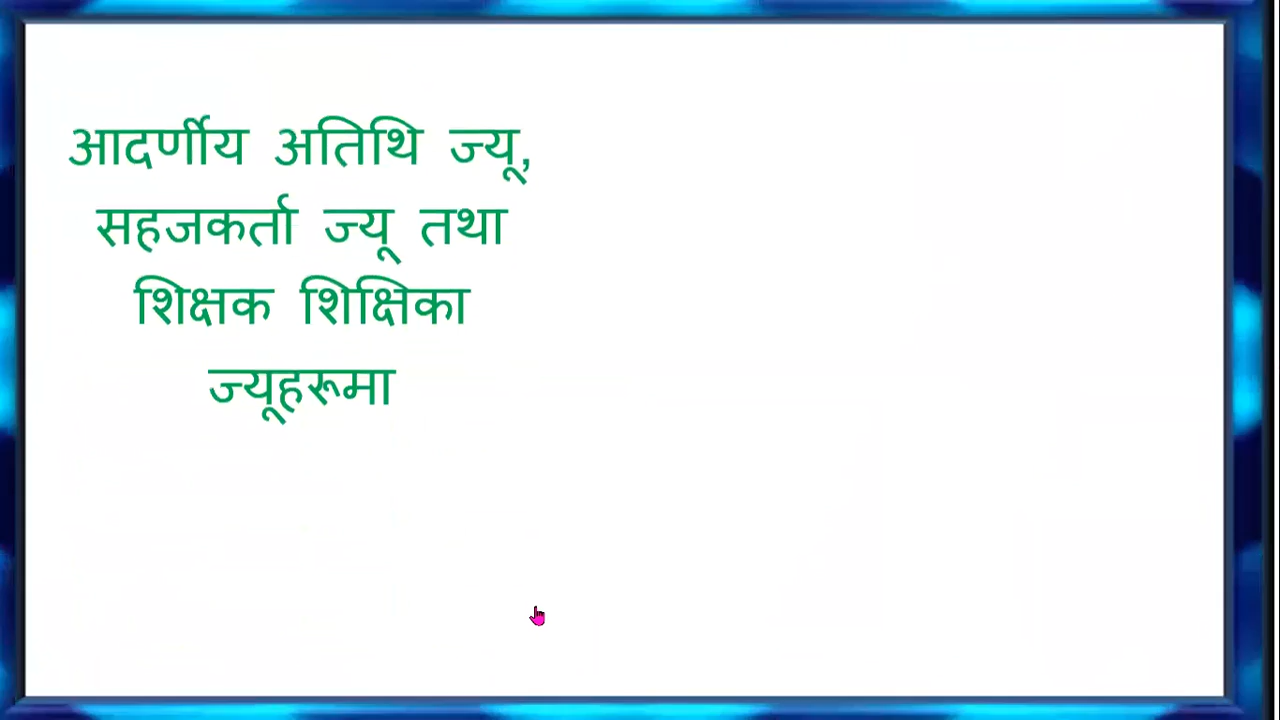 आदर्णीय अतिथि ज्यू,
सहजकर्ता ज्यू तथा
शिक्षक शिक्षिका
ज्यूहरूमा